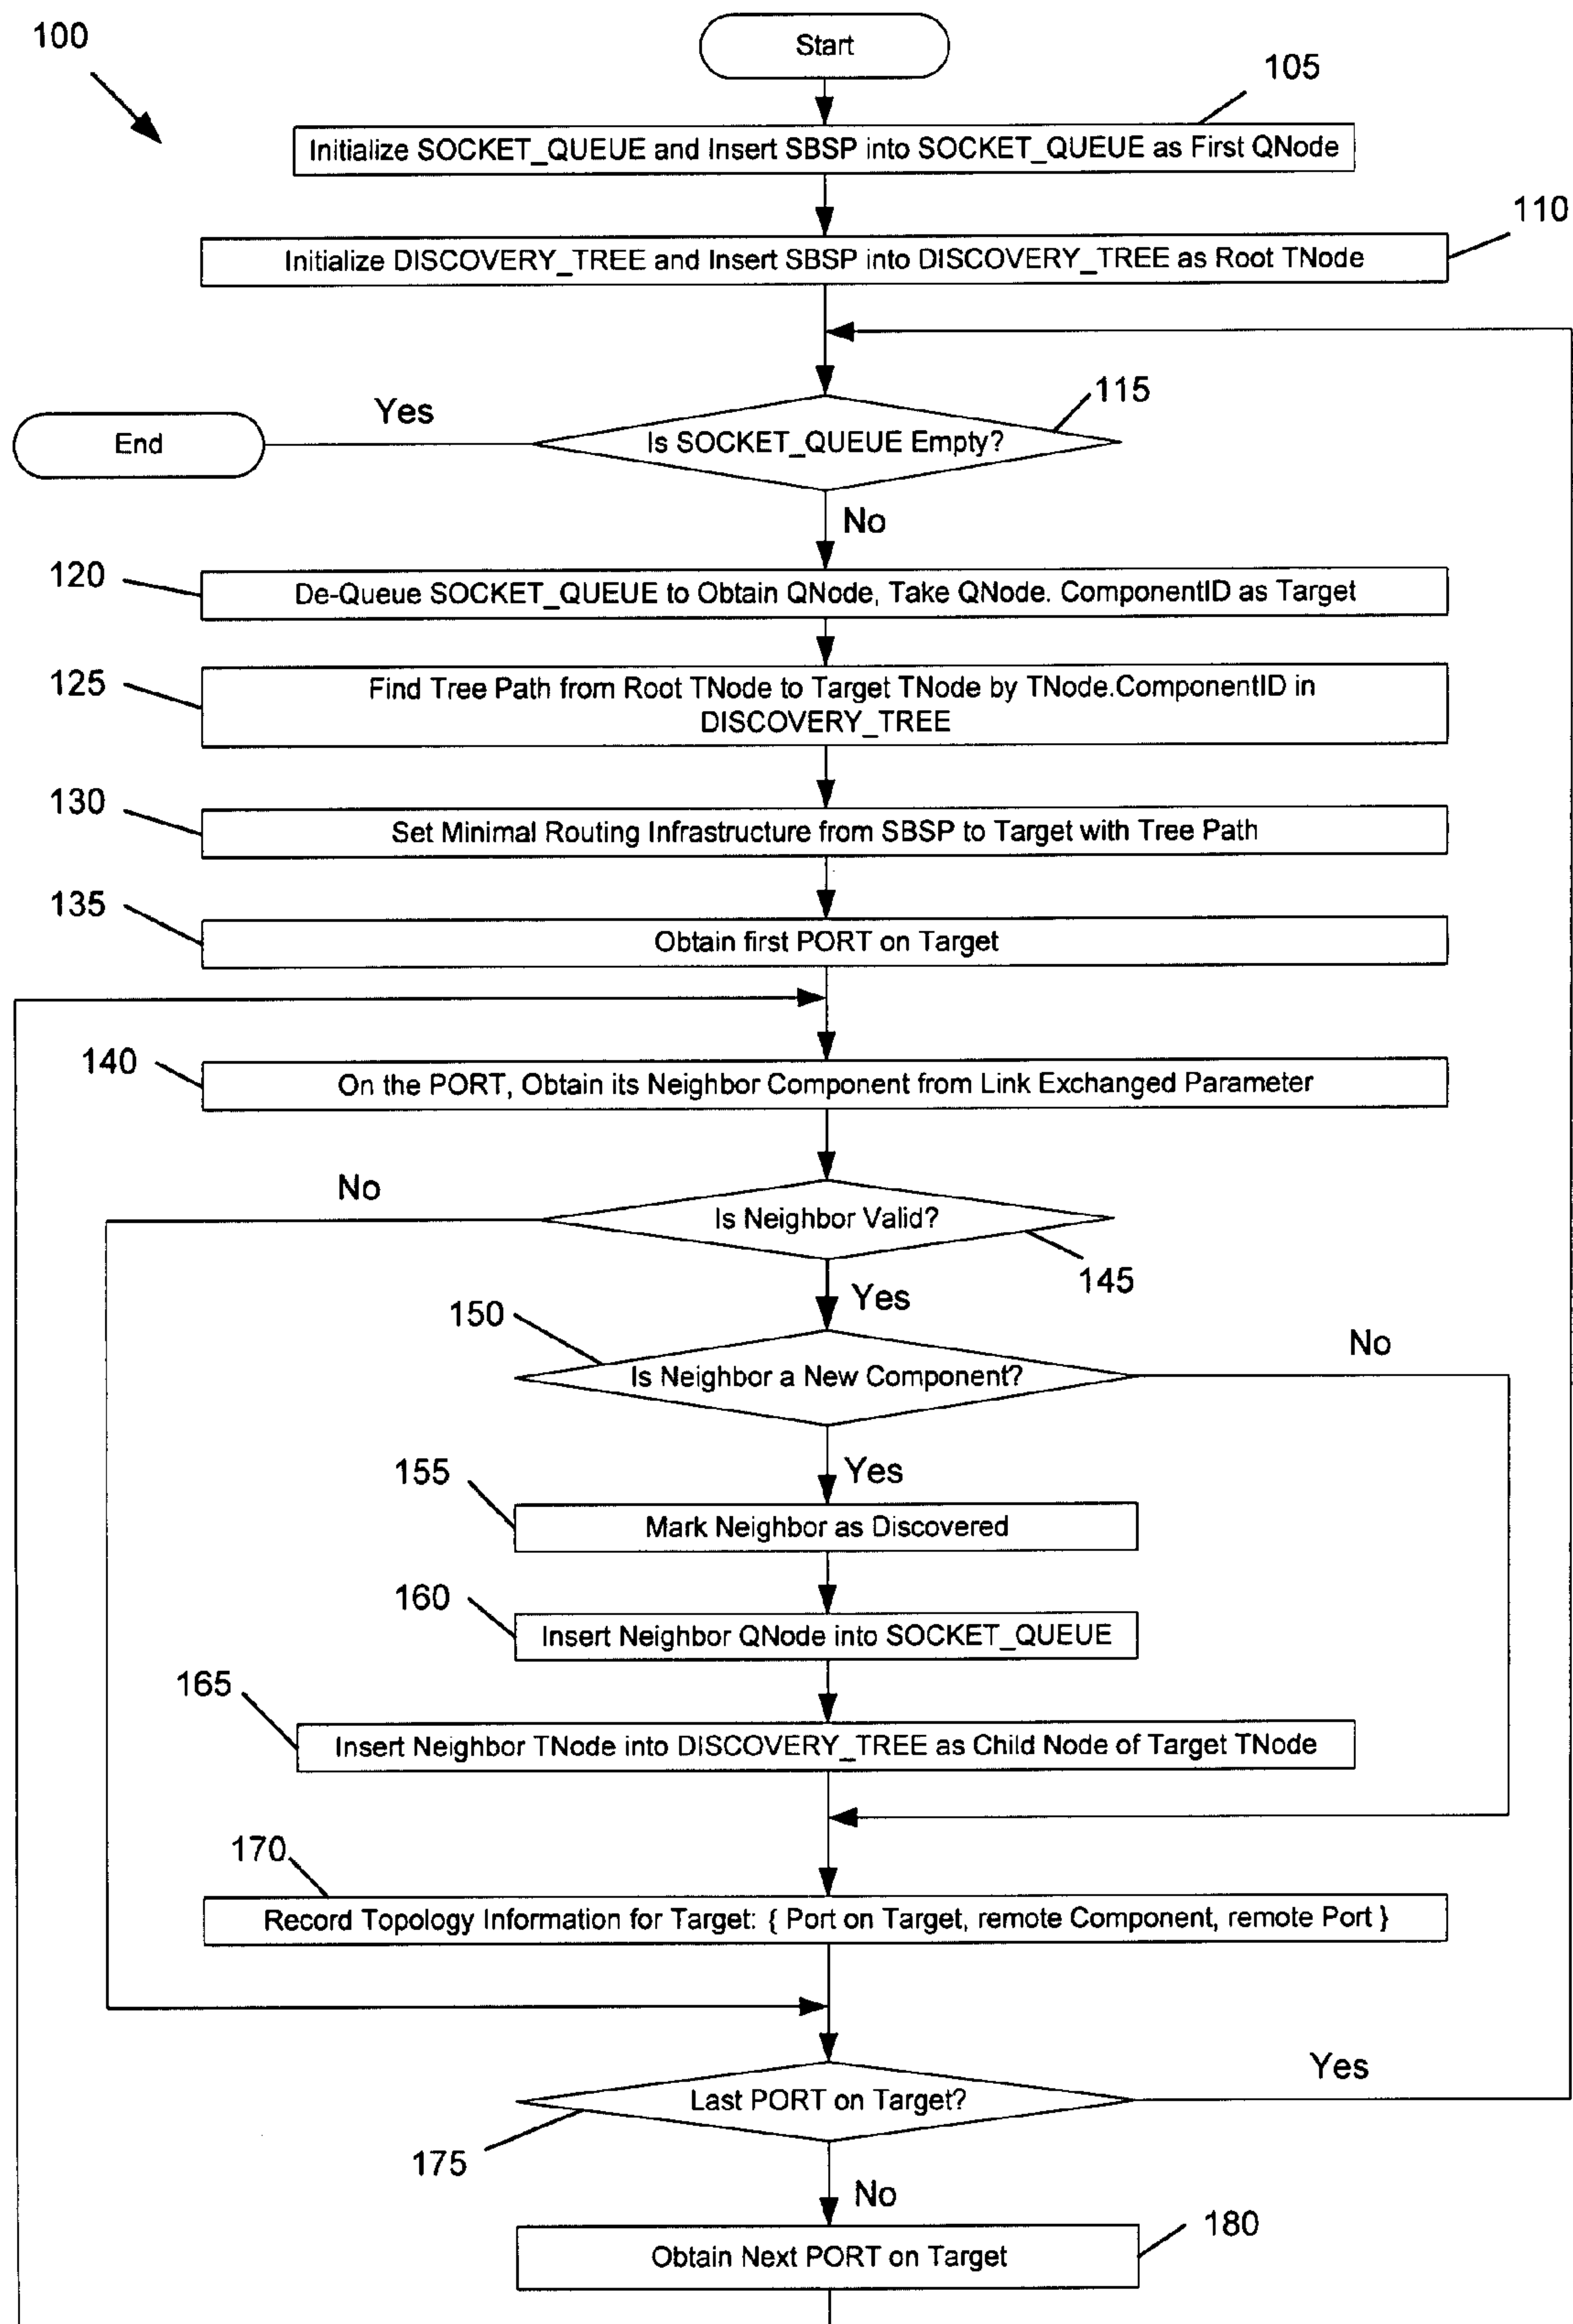 100
Start
105
Initialize SOCKET_QUEUE and Insert SBSP into SOCKET_QUEUE as First QNode
110
Initialize DISCOVERY_TREE and Insert SBSP into DISCOVERY_TREE as Root TNode
115
Yes
End
Is SOCKET_QUEUE Empty?
No
120
De-Queue SOCKET_QUEUE to Obtain QNode, Take QNode. ComponentID as Target
125
Find Tree Path from Root TNode to Target TNode by TNode.ComponentID in
DISCOVERY_TREE
130
Set Minimal Routing Infrastructure from SBSP to Target with Tree Path
135
Obtain first PORT on Target
140
On the PORT, Obtain its Neighbor Component from Link Exchanged Parameter
No
Is Neighbor Valid?
145
Yes
150
No
Is Neighbor a New Component?
Yes
155
Mark Neighbor as Discovered
160
Insert Neighbor QNode into SOCKET_QUEUE
165
Insert Neighbor TNode into DISCOVERY_TREE as Child Node of Target TNode
170
Record Topology Information for Target: { Port on Target, remote Component, remote Port }
Yes
Last PORT on Target?
175
No
180
Obtain Next PORT on Target